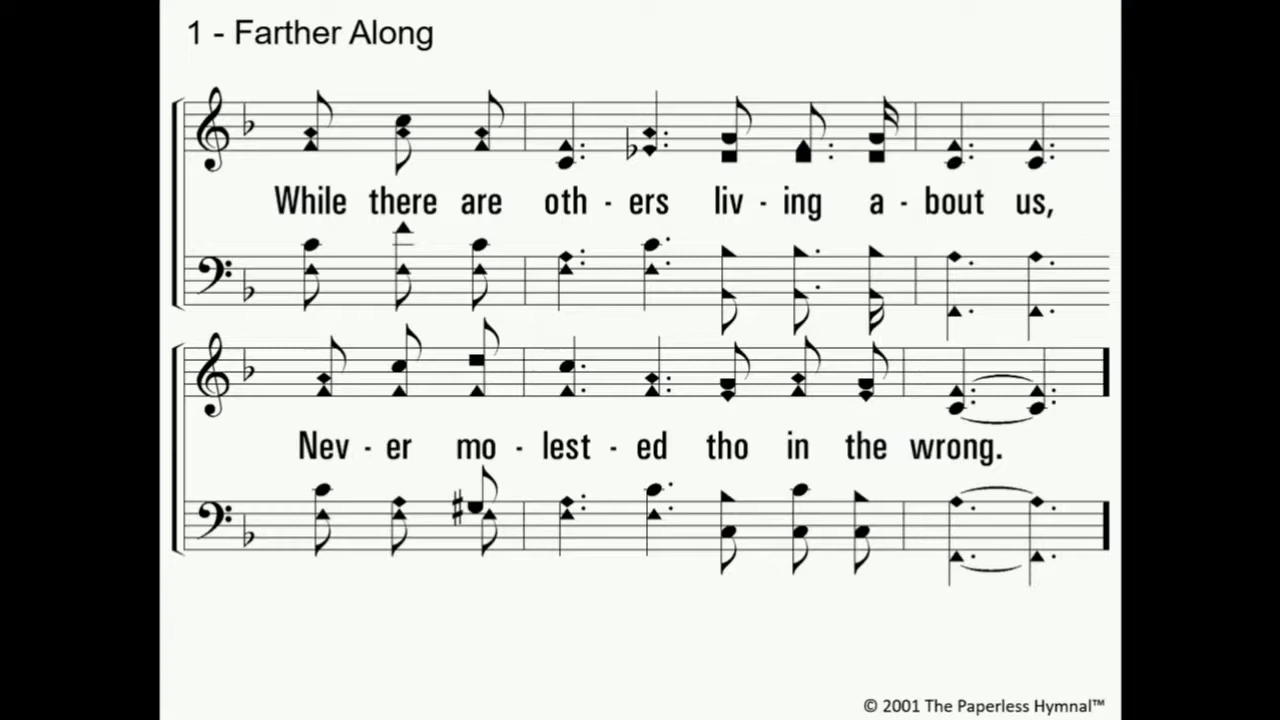 1 - Farther Along
While there are oth - ers liv - ing a - bout us,
Nev - er mo - lest - ed tho in the wrong.
© 2001 The Paperless Hymnal™